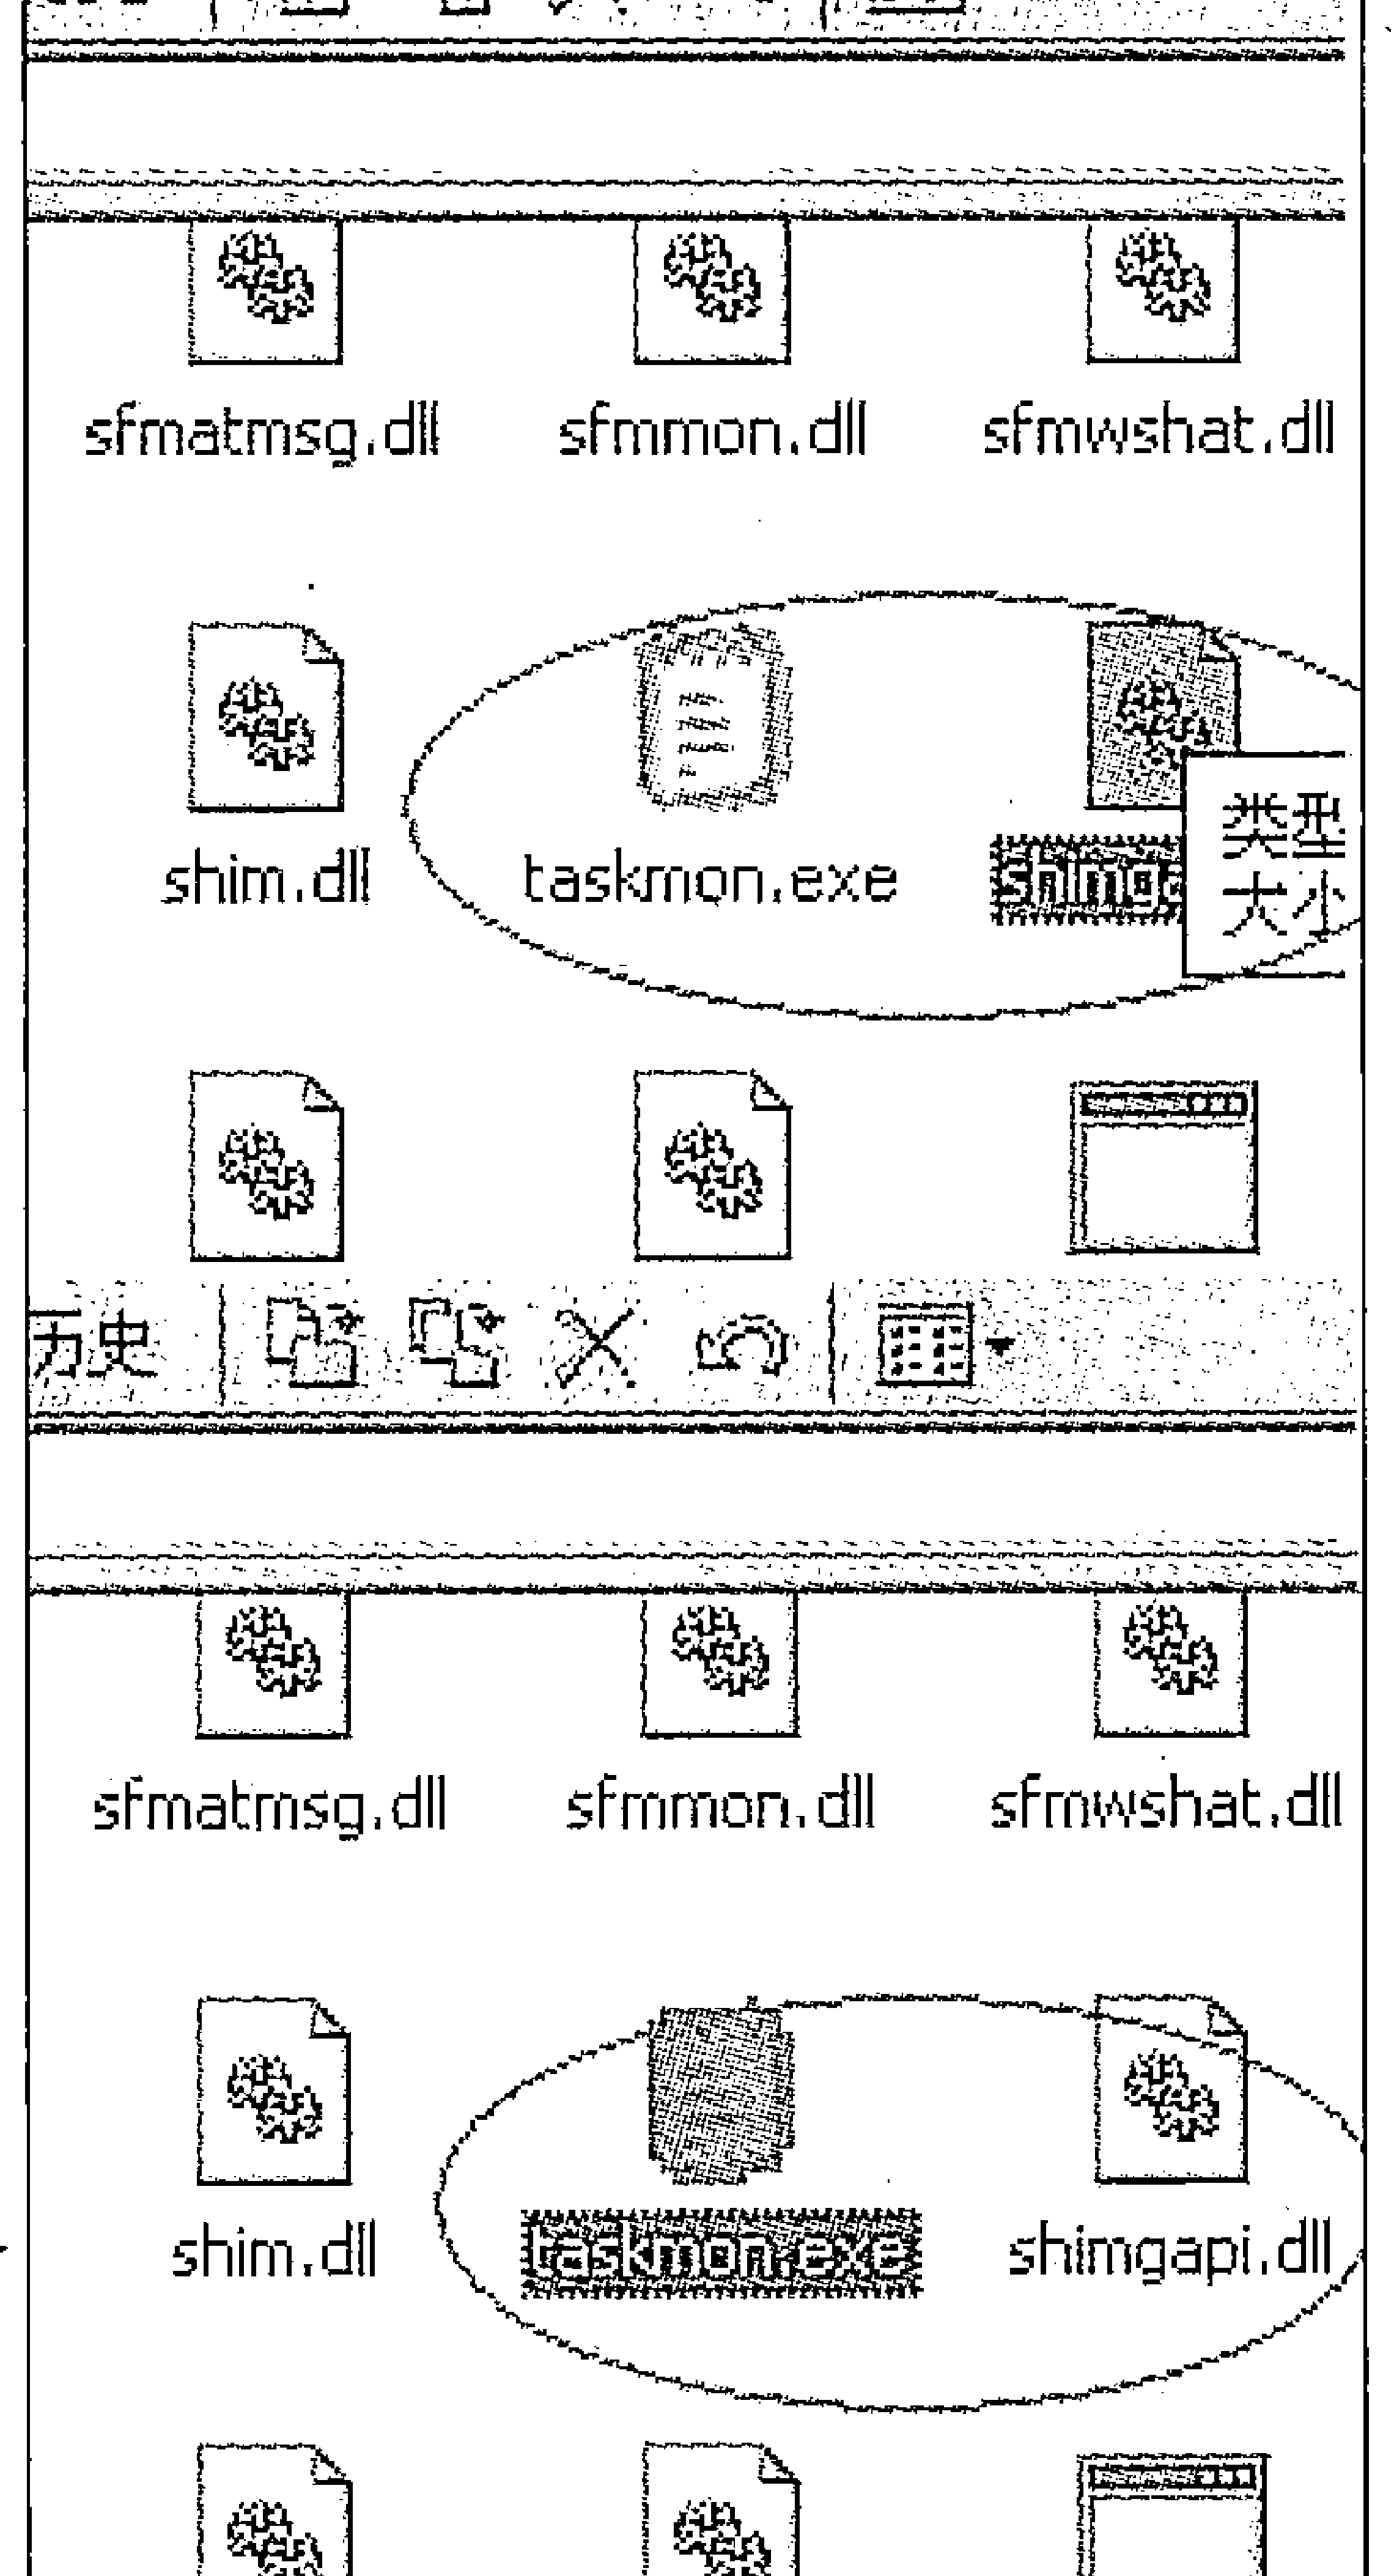 sfmatmsg.dll sfmmon.dll sfmwshat.dll
类型
shim.dll taskmon.exe
大小
历史
sfmatmsg.dll sfmmon.dll sfmwshat.dll
shim.dll taskmon.exe shimgapi.dll